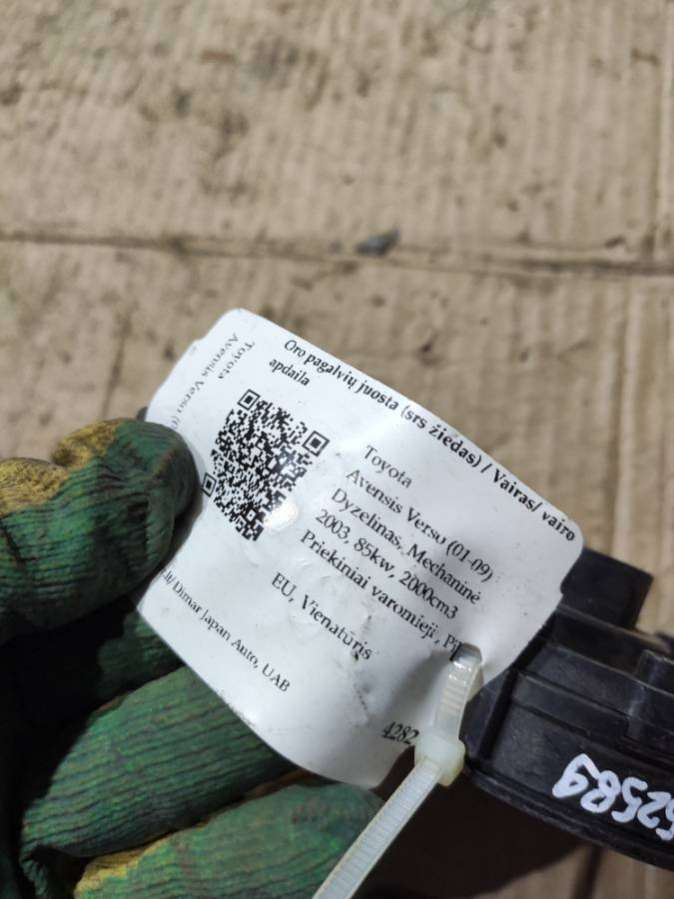 Oro pagalvių juosta (srs žiedas) / Vairas/ vairo
apdaila
Toyota
Avensis Verso
Toyota
Avensis Verso (01-09)
Dyzelinas, Mechaninė
2003, 85kw, 2000cm3
Priekiniai varomieji,
EU, Vienatūris
Dimar Japan Auto, UAB
4282
52589